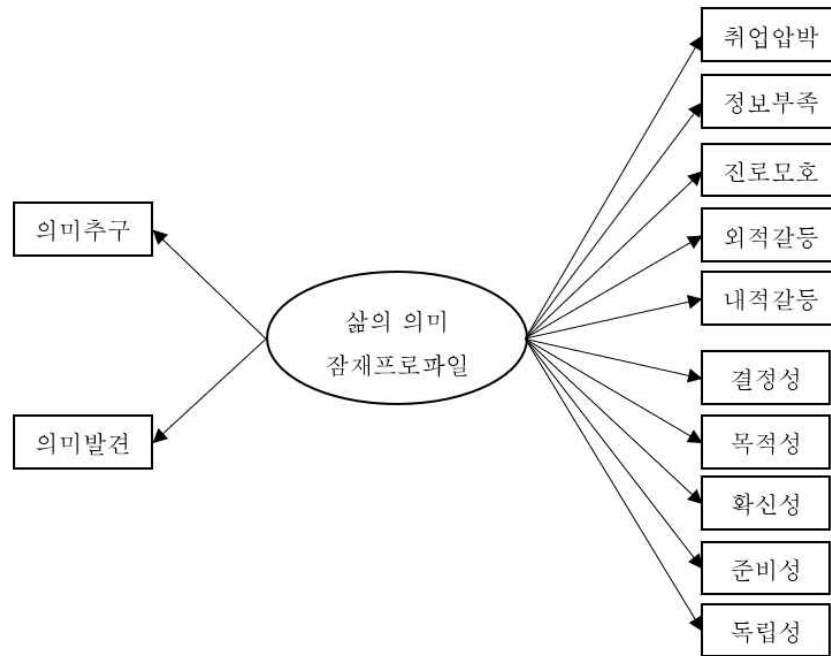 의미추구
의미발견
삶의 의미
잠재프로파일
취업압박
정보부족
진로모호
외적갈등
내적갈등
결정성
목적성
확신성
준비성
독립성